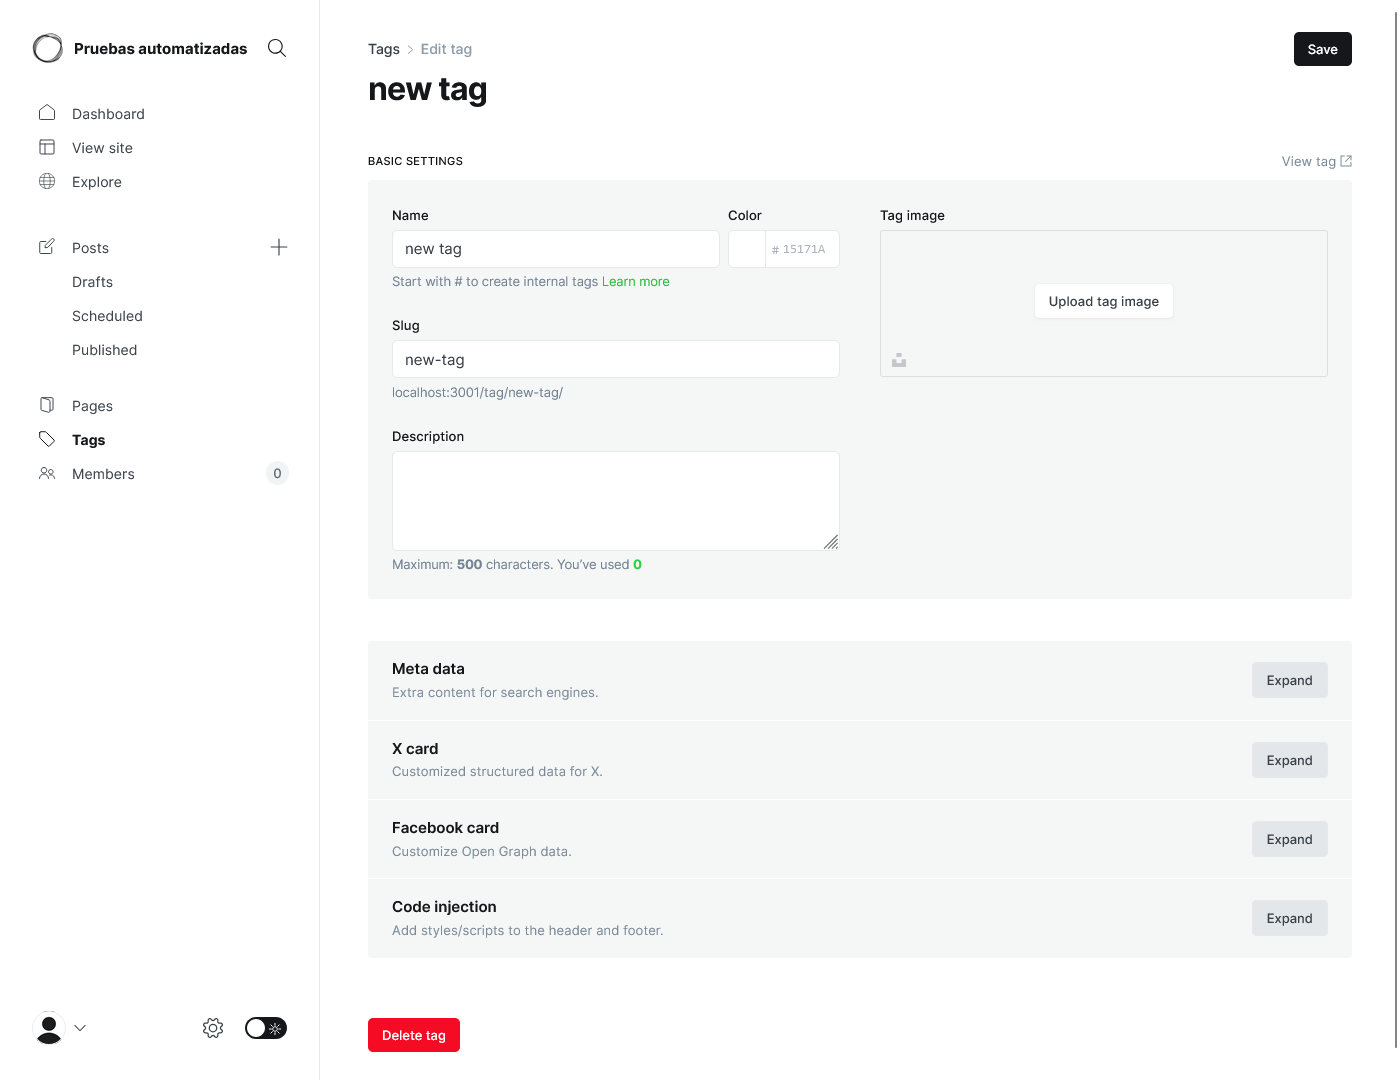 Pruebas automatizadas
Dashboard
View site
Explore
Posts
Drafts
Scheduled
Published
Pages
Tags
Members
0
Tags > Edit tag
Save
new tag
BASIC SETTINGS
View tag
Name
new tag
Start with # to create internal tags Learn more
Color
# 15171A
Slug
new-tag
localhost:3001/tag/new-tag/
Description
Maximum: 500 characters. You’ve used 0
Tag image
Upload tag image
Meta data
Extra content for search engines.
Expand
X card
Customized structured data for X.
Expand
Facebook card
Customize Open Graph data.
Expand
Code injection
Add styles/scripts to the header and footer.
Expand
Delete tag